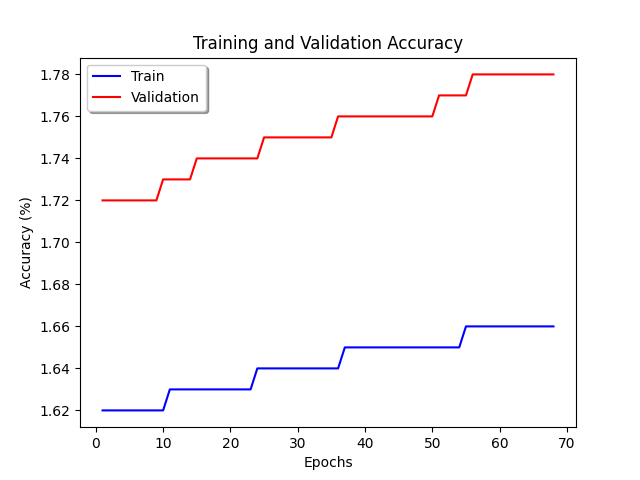 Training and Validation Accuracy
Train
Validation
1.78
1.76
1.74
1.72
1.70
1.68
1.66
1.64
1.62
Accuracy (%)
0 10 20 30 40 50 60 70
Epochs